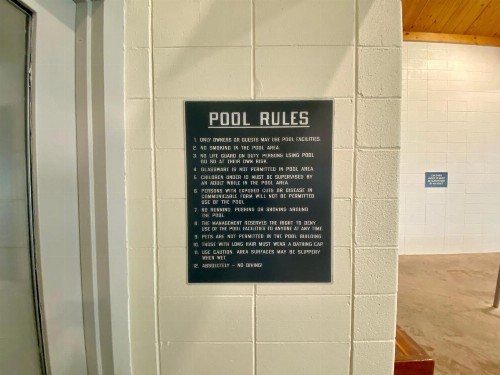 POOL RULES
1. ONLY OWNERS OR GUESTS MAY USE POOL FACILITIES
2. NO SMOKING IN THE POOL AREA
3. NO LIFE GUARD ON DUTY PERSONS USING POOL
DO SO AT THEIR OWN RISK
4. GLASSWARE IS NOT PERMITTED IN POOL AREA
5. CHILDREN UNDER 12 MUST BE SUPERVISED BY
AN ADULT WHILE IN THE POOL AREA
6. PERSONS WITH EXPOSED CUTS OR DISEASE IN
COMMUNICABLE FORM WILL NOT BE PERMITTED
USE OF THE POOL
7. NO RUNNING, PUSHING OR SHOVING AROUND
THE POOL
8. THE MANAGEMENT RESERVES THE RIGHT TO DENY
USE OF THE POOL FACILITIES TO ANYONE AT ANY TIME
9. PETS ARE NOT PERMITTED IN THE POOL BUILDING
10. THOSE WITH LONG HAIR MUST WEAR A BATHING CAP
11. USE CAUTION. AREA SURFACES MAY BE SLIPPERY
WHEN WET
12. ABSOLUTELY - NO DIVING!